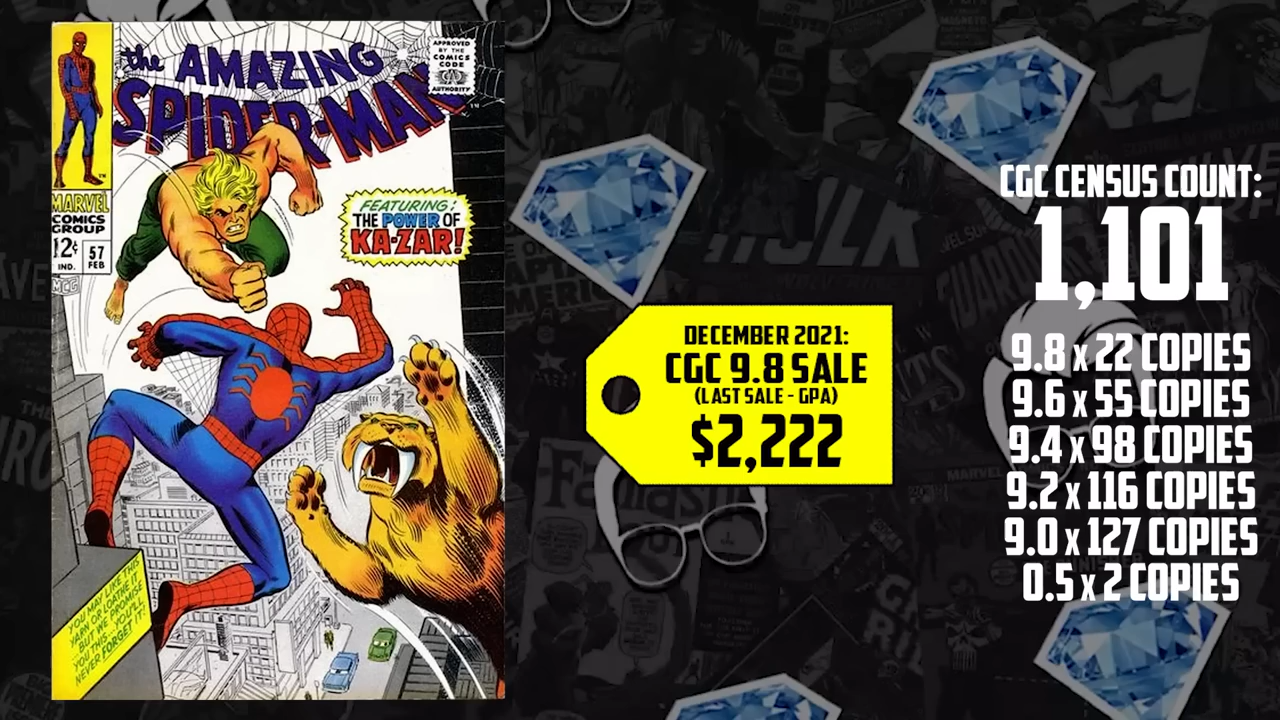 the AMAZING
SPIDER-MAN
TM
APPROVED
BY THE
COMICS
CODE
AUTHORITY
MARVEL
COMICS
GROUP
12¢
IND.
57
FEB
MCG
FEATURING:
THE POWER OF
KA-ZAR!
YOU MAY LIKE THIS
YARN OR LOATHE IT
BUT WE PROMISE
YOU THIS--YOU'LL
NEVER FORGET IT!
DECEMBER 2021:
CGC 9.8 SALE
(LAST SALE - GPA)
$2,222
CGC CENSUS COUNT:
1,101
9.8 x 22 COPIES
9.6 x 55 COPIES
9.4 x 98 COPIES
9.2 x 116 COPIES
9.0 x 127 COPIES
0.5 x 2 COPIES
HULK